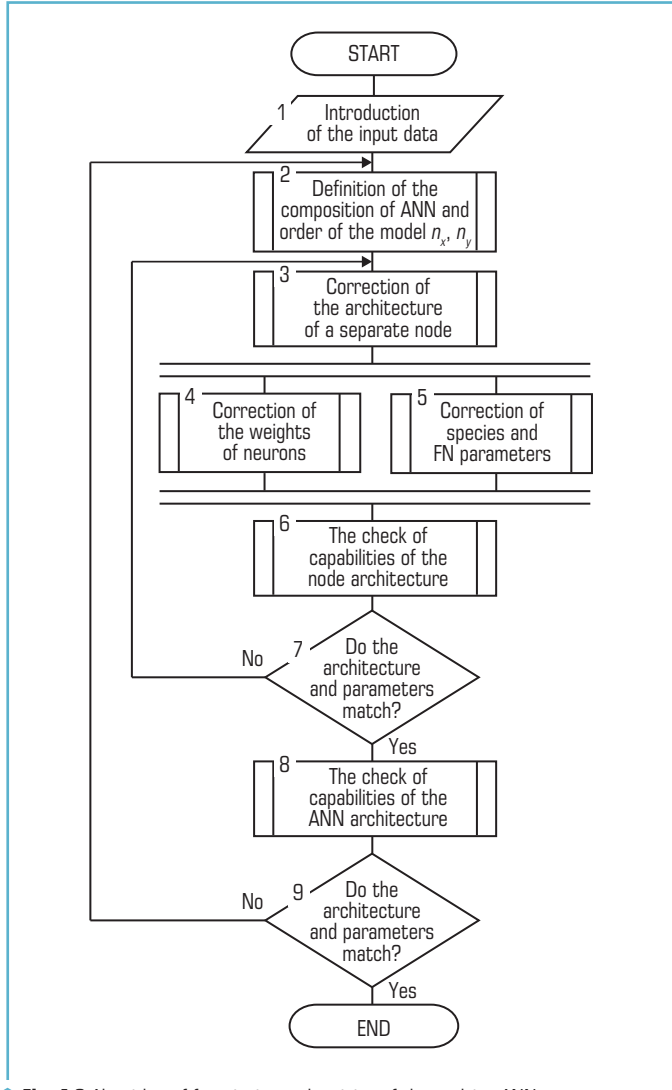 START
1
Introduction
of the input data
2
Definition of the
composition of ANN and
order of the model nx, ny
3
Correction of
the architecture
of a separate node
4
Correction of
the weights
of neurons
5
Correction of
species and
FN parameters
6
The check of
capabilities of the
node architecture
No
7
Do the
architecture
and parameters
match?
Yes
8
The check of
capabilities of the
ANN architecture
No
9
Do the
architecture
and parameters
match?
Yes
END